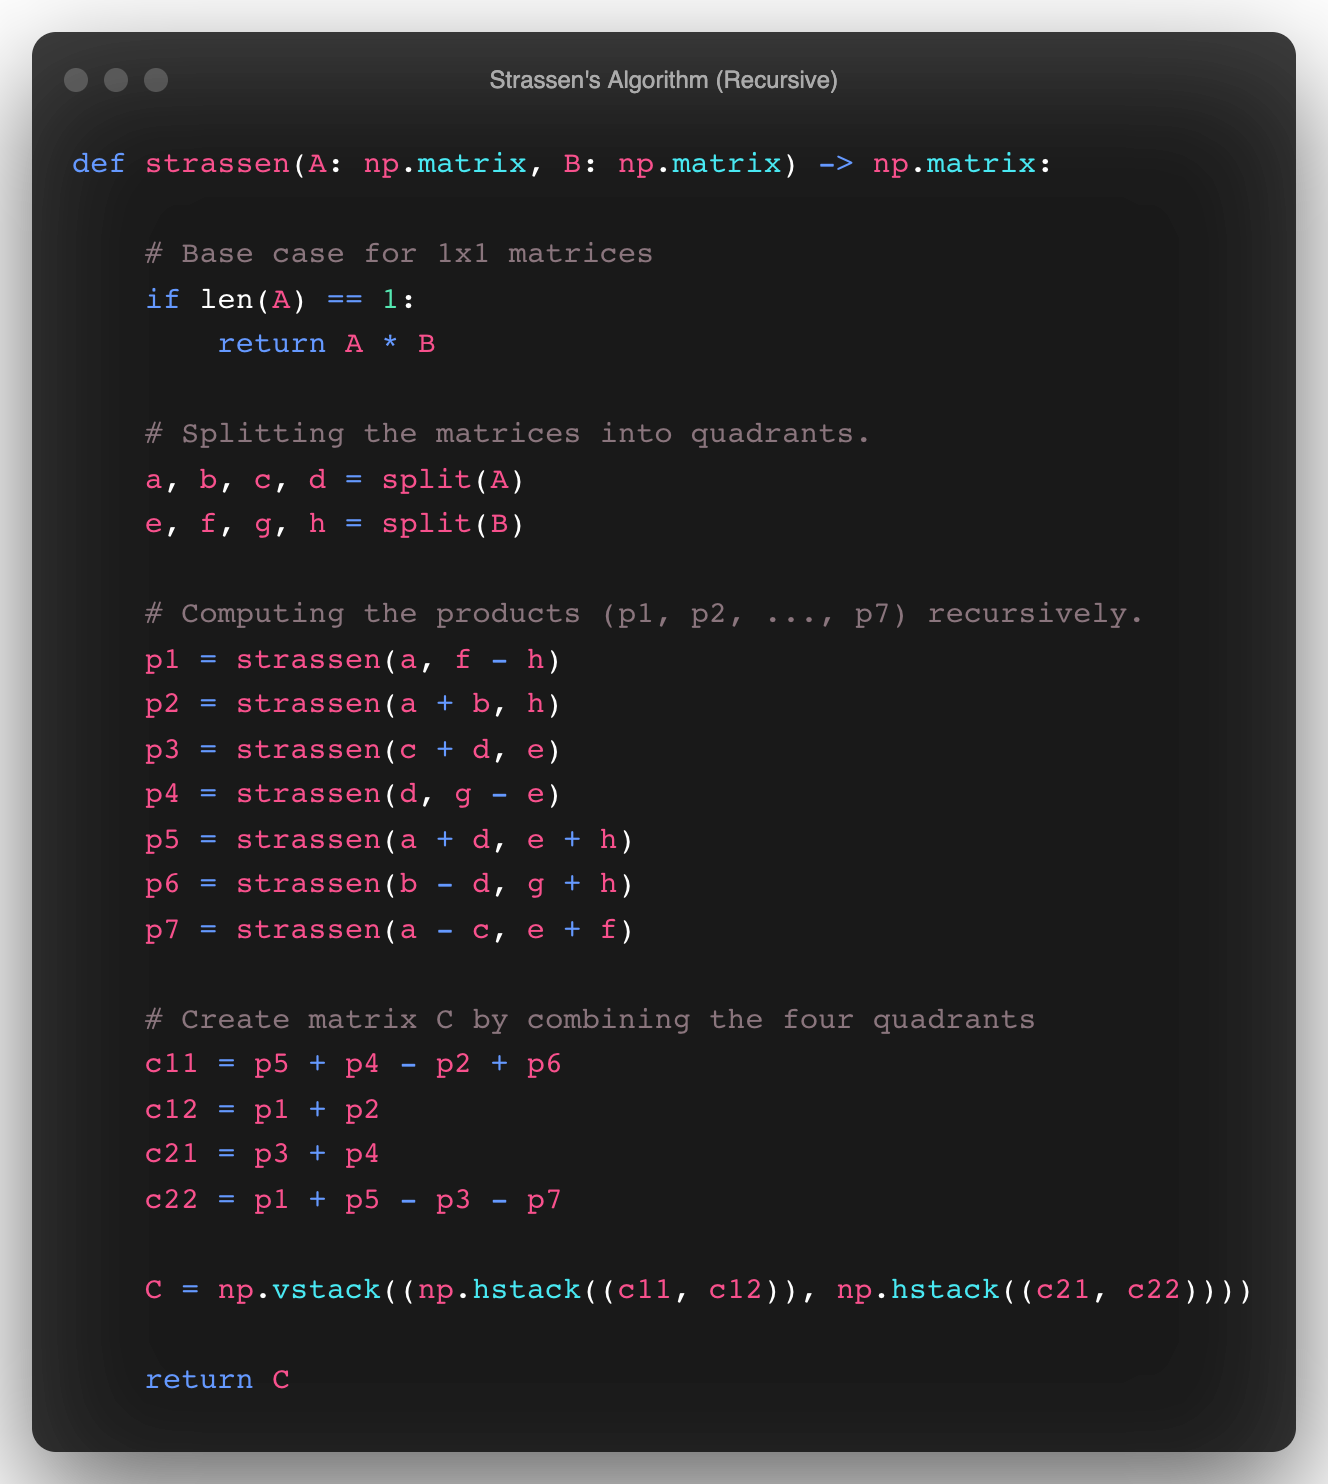 Strassen's Algorithm (Recursive)
def strassen(A: np.matrix, B: np.matrix) -> np.matrix:
    # Base case for 1x1 matrices
    if len(A) == 1:
        return A * B
    # Splitting the matrices into quadrants.
    a, b, c, d = split(A)
    e, f, g, h = split(B)
    # Computing the products (p1, p2, ..., p7) recursively.
    p1 = strassen(a, f - h)
    p2 = strassen(a + b, h)
    p3 = strassen(c + d, e)
    p4 = strassen(d, g - e)
    p5 = strassen(a + d, e + h)
    p6 = strassen(b - d, g + h)
    p7 = strassen(a - c, e + f)
    # Create matrix C by combining the four quadrants
    c11 = p5 + p4 - p2 + p6
    c12 = p1 + p2
    c21 = p3 + p4
    c22 = p1 + p5 - p3 - p7
    C = np.vstack((np.hstack((c11, c12)), np.hstack((c21, c22))))
    return C